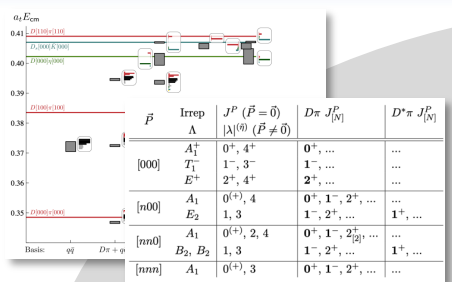 a_t E_cm
0.41
0.40
0.39
0.38
0.37
0.36
0.35
D[110]π[110]
D_s[000]K̄[000]
D[000]η[000]
D[100]π[100]
D[000]π[000]
Basis: qq̄ Dπ + q
P⃗ Irrep J^P (P⃗ = 0⃗) Dπ J^P_[N] D*π J^P_[N]
Λ |λ|^(η̃) (P⃗ ≠ 0⃗)
[000] A_1^+ 0^+, 4^+ 0^+, ... ...
T_1^- 1^-, 3^- 1^-, ...
E^+ 2^+, 4^+ 2^+, ... ...
[n00] A_1 0^(+), 4 0^+, 1^-, 2^+, ... ...
E_2 1, 3 1^-, 2^+, ... 1^+, ...
[nn0] A_1 0^(+), 2, 4 0^+, 1^-, 2^+_[2], ... ...
B_2, B_2 1, 3 1^-, 2^+, ... 1^+, ...
[nnn] A_1 0^(+), 3 0^+, 1^-, 2^+, ... ...